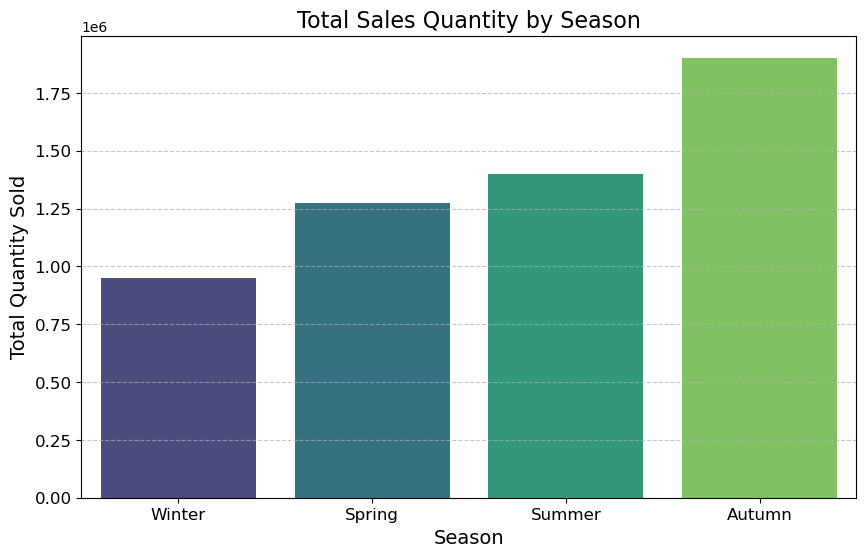 Total Sales Quantity by Season
1e6
Total Quantity Sold
1.75
1.50
1.25
1.00
0.75
0.50
0.25
0.00
Winter Spring Summer Autumn
Season